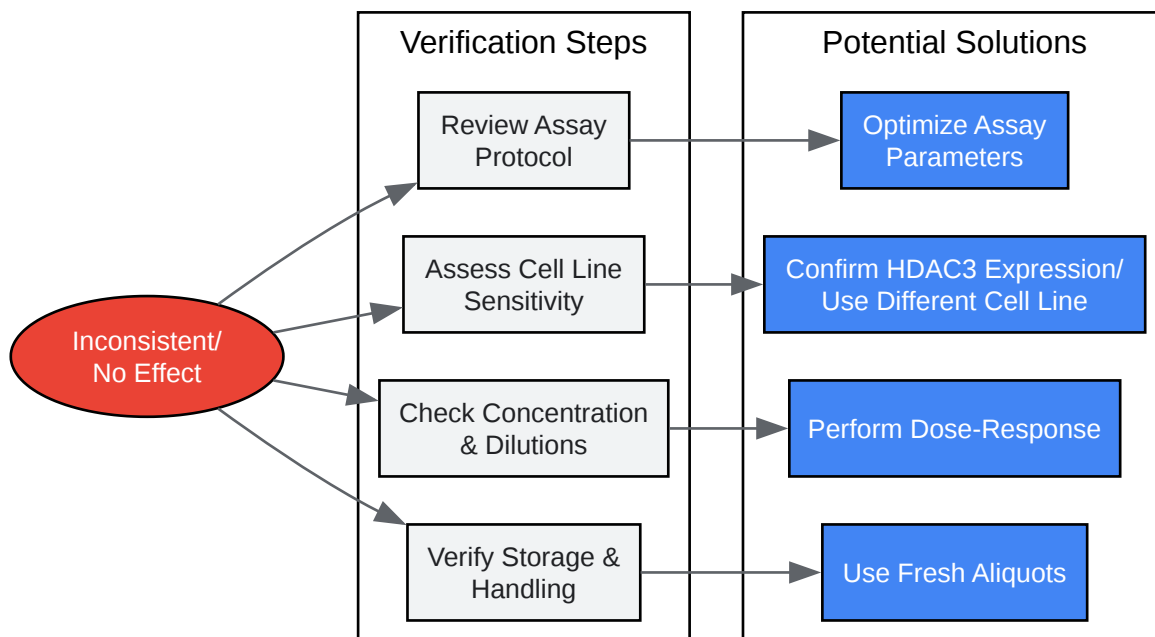 Verification Steps
Potential Solutions
Review Assay
Protocol
Optimize Assay
Parameters
Assess Cell Line
Sensitivity
Confirm HDAC3 Expression/
Use Different Cell Line
Inconsistent/
No Effect
Check Concentration
& Dilutions
Perform Dose-Response
Verify Storage &
Handling
Use Fresh Aliquots